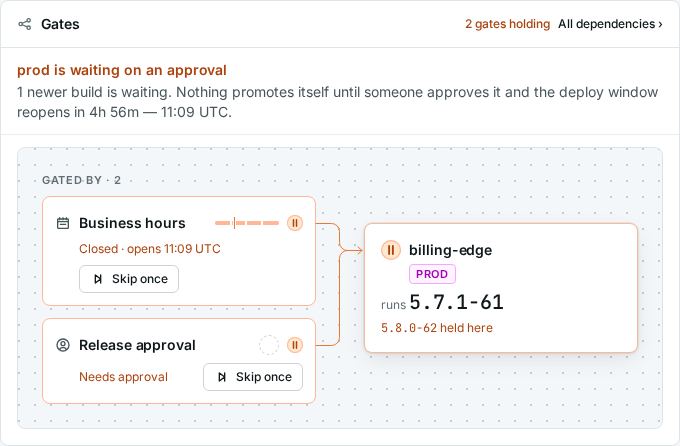 Gates
2 gates holding
All dependencies ›
prod is waiting on an approval
1 newer build is waiting. Nothing promotes itself until someone approves it and the deploy window
reopens in 4h 56m — 11:09 UTC.
GATED BY · 2
Business hours
Closed · opens 11:09 UTC
Skip once
Release approval
Needs approval
Skip once
billing-edge
PROD
runs 5.7.1-61
5.8.0-62 held here